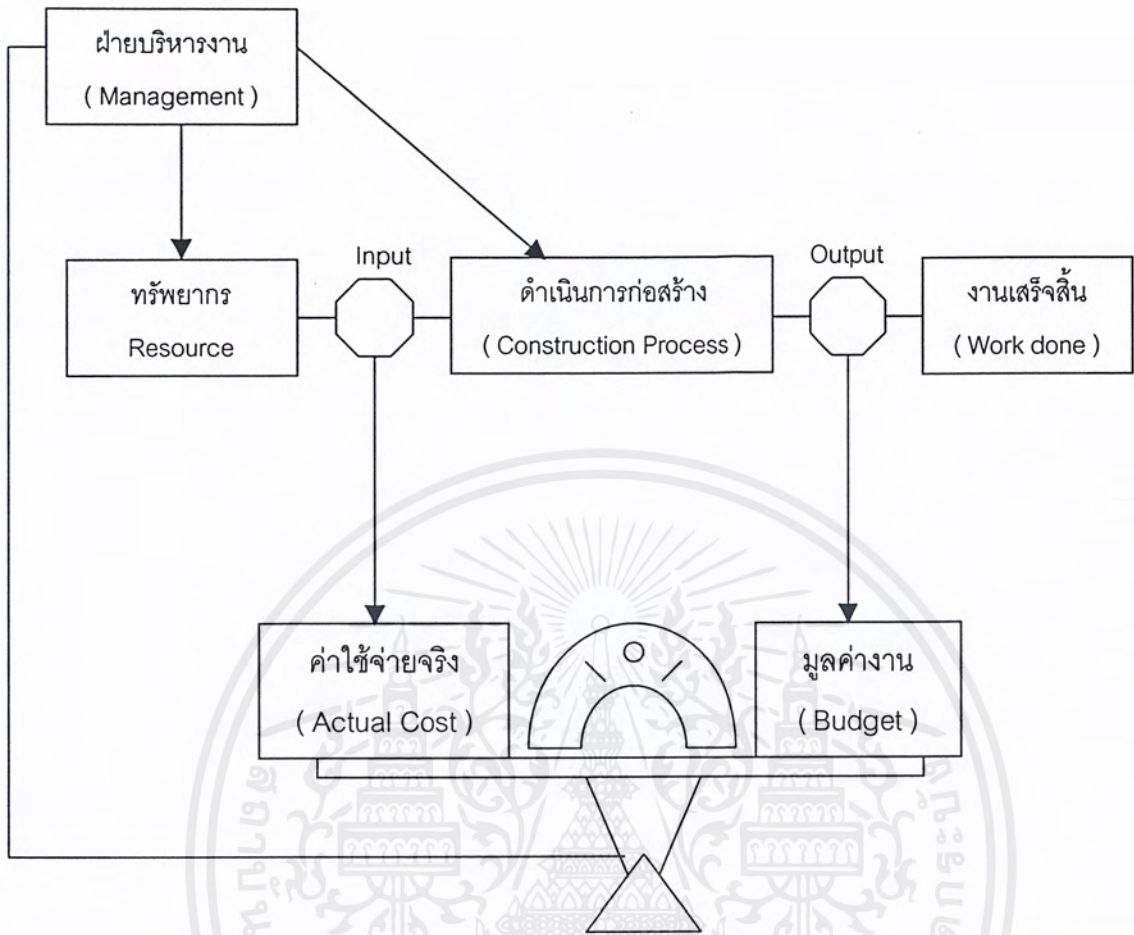 ฝ่ายบริหารงาน
( Management )
Input
Output
ทรัพยากร
Resource
ดำเนินการก่อสร้าง
( Construction Process )
งานเสร็จสิ้น
( Work done )
ค่าใช้จ่ายจริง
( Actual Cost )
มูลค่างาน
( Budget )